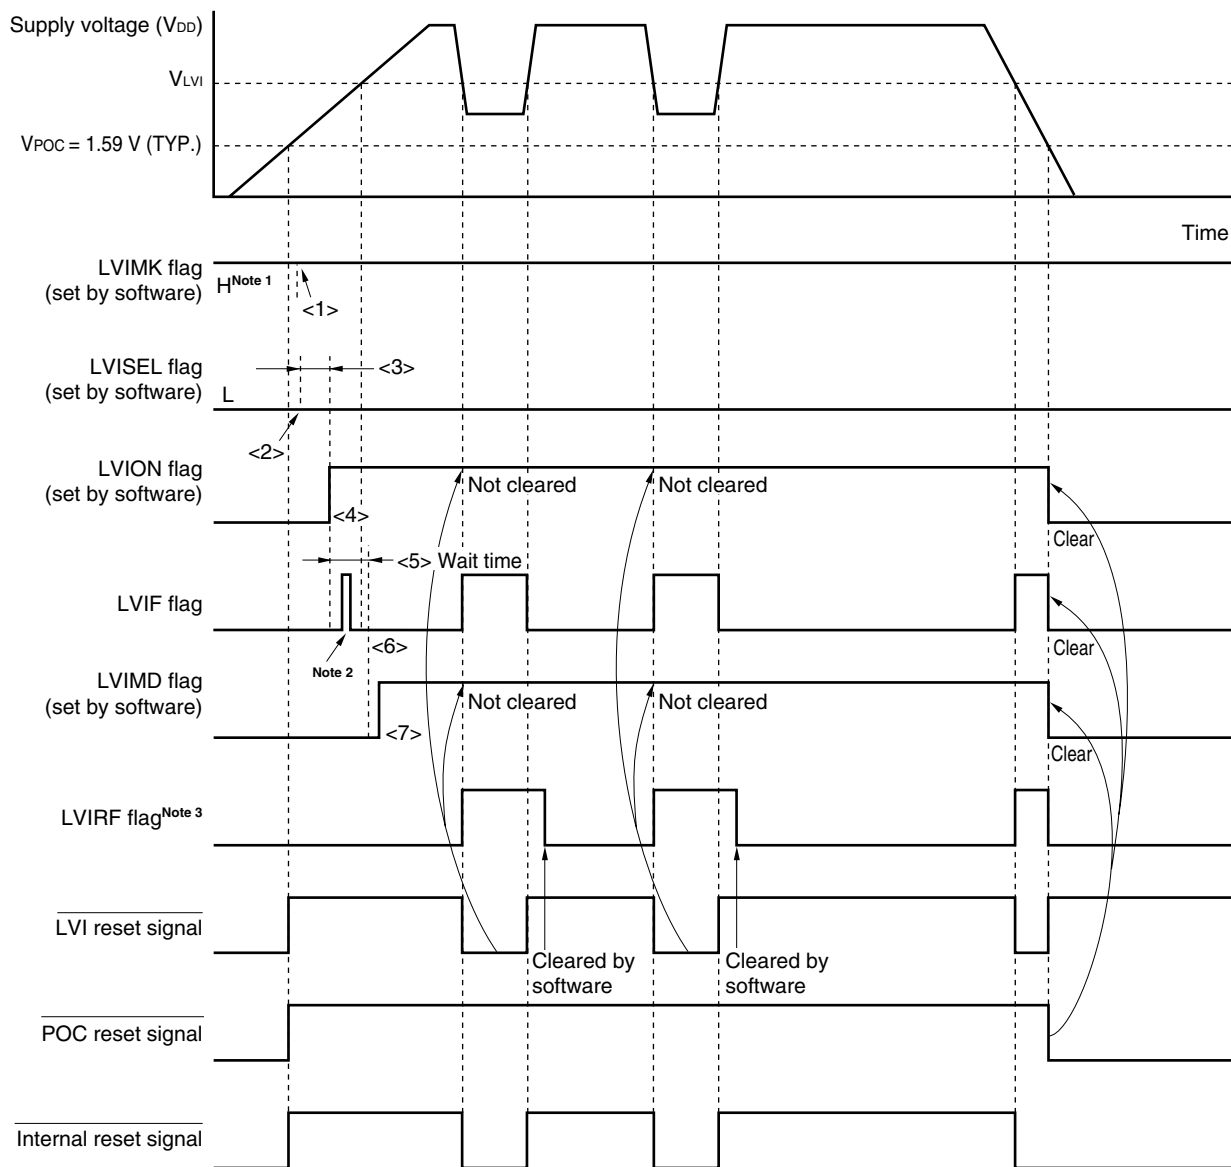 Supply voltage (VDD)
VLVI
VPOC = 1.59 V (TYP.)
Time
LVIMK flag
(set by software)
H Note 1
<1>
LVISEL flag
(set by software)
L
<3>
<2>
LVION flag
(set by software)
Not cleared
Not cleared
<4>
Clear
<5> Wait time
LVIF flag
Note 2
<6>
Clear
LVIMD flag
(set by software)
Not cleared
Not cleared
<7>
Clear
LVIRF flag Note 3
LVI reset signal
Cleared by
software
Cleared by
software
POC reset signal
Internal reset signal